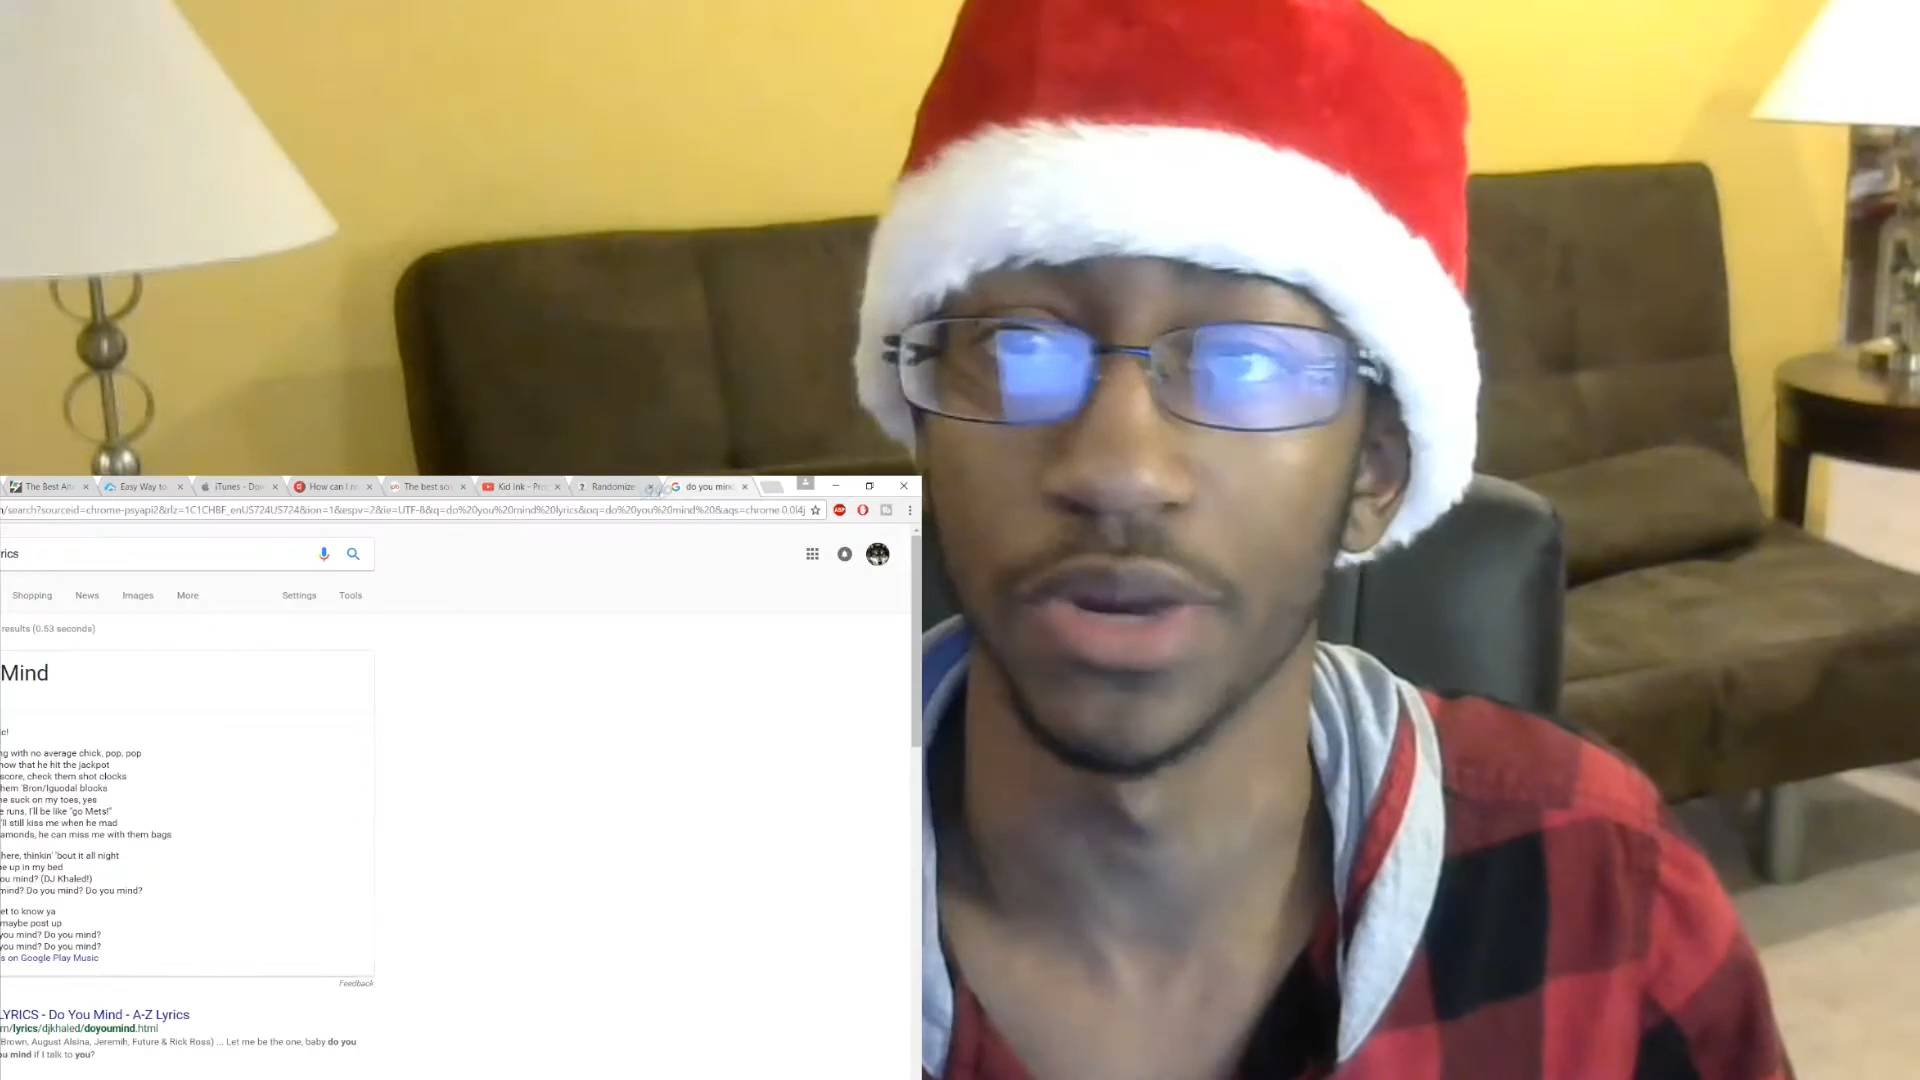 The Best Alt
Easy Way to
iTunes - Dow
How can I re
The best so
Kid Ink - Pro
Randomize
do you mind
/search?sourceid=chrome-psyapi2&rlz=1C1CHBF_enUS724US724&ion=1&espv=2&ie=UTF-8&q=do%20you%20mind%20lyrics&oq=do%20you%20mind%20&aqs=chrome.0.0l4j
ABP
rics
Shopping News Images More Settings Tools
results (0.53 seconds)
Mind
e!
ng with no average chick, pop, pop
now that he hit the jackpot
score, check them shot clocks
hem 'Bron/Iguodal blocks
e suck on my toes, yes
e runs, I'll be like "go Mets!"
'll still kiss me when he mad
amonds, he can miss me with them bags
here, thinkin' 'bout it all night
e up in my bed
ou mind? (DJ Khaled!)
mind? Do you mind? Do you mind?
et to know ya
maybe post up
you mind? Do you mind?
you mind? Do you mind?
s on Google Play Music
Feedback
LYRICS - Do You Mind - A-Z Lyrics
m/lyrics/djkhaled/doyoumind.html
Brown, August Alsina, Jeremih, Future & Rick Ross) ... Let me be the one, baby do you
u mind if I talk to you?